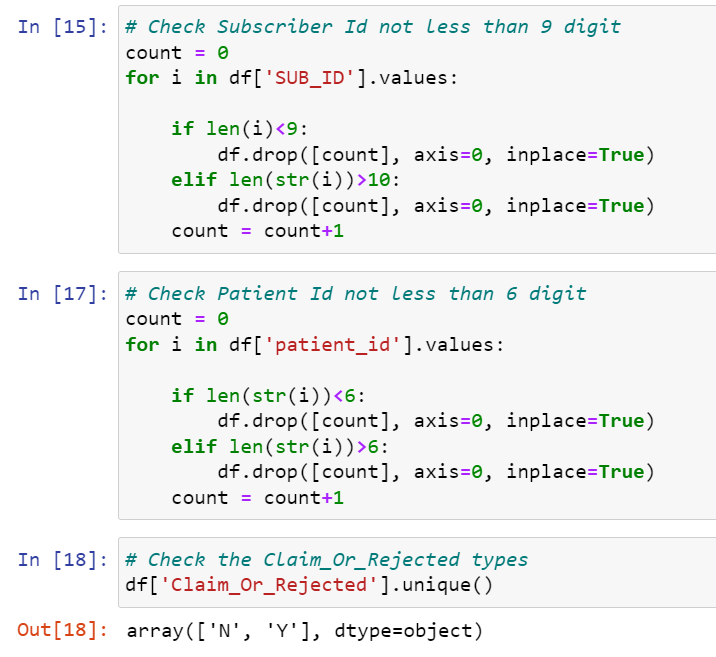 In [15]: # Check Subscriber Id not less than 9 digit
count = 0
for i in df['SUB_ID'].values:
    if len(i)<9:
        df.drop([count], axis=0, inplace=True)
    elif len(str(i))>10:
        df.drop([count], axis=0, inplace=True)
    count = count+1
In [17]: # Check Patient Id not less than 6 digit
count = 0
for i in df['patient_id'].values:
    if len(str(i))<6:
        df.drop([count], axis=0, inplace=True)
    elif len(str(i))>6:
        df.drop([count], axis=0, inplace=True)
    count = count+1
In [18]: # Check the Claim_Or_Rejected types
df['Claim_Or_Rejected'].unique()
Out[18]: array(['N', 'Y'], dtype=object)